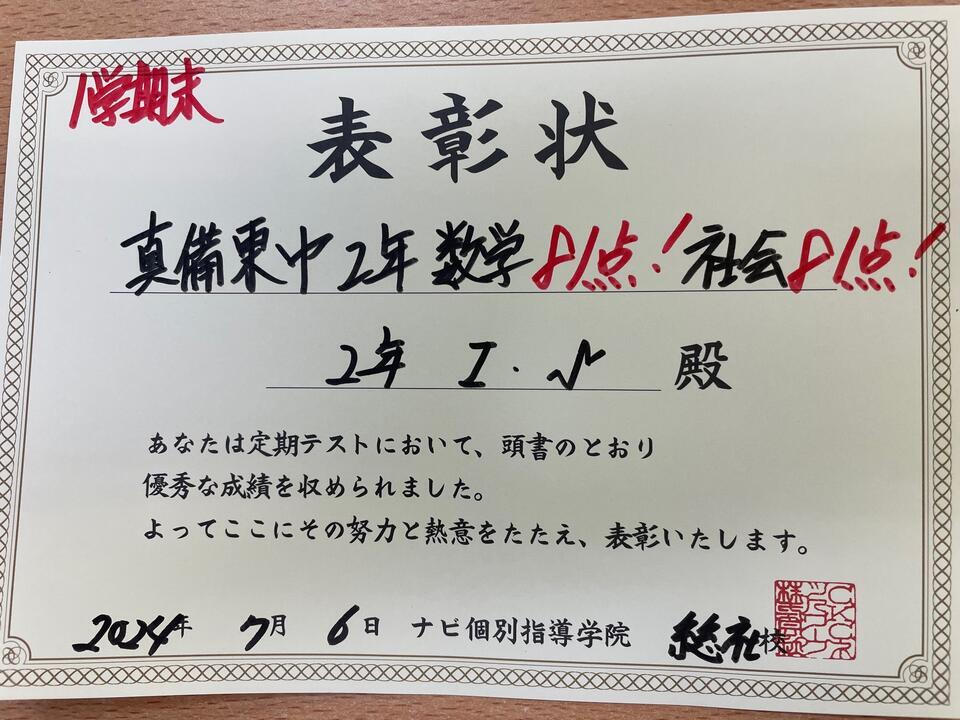 1学期末
表彰状
真備東中2年 数学81点! 社会81点!
2年 I・N 殿
あなたは定期テストにおいて、頭書のとおり
優秀な成績を収められました。
よってここにその努力と熱意をたたえ、表彰いたします。
2024年 7月 6日 ナビ個別指導学院 総社校